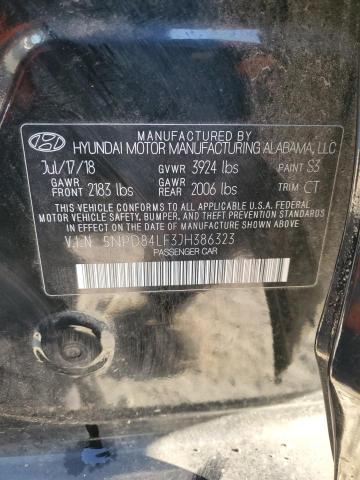 MANUFACTURED BY
HYUNDAI MOTOR MANUFACTURING ALABAMA, LLC
Jul/17/18 GVWR 3924 lbs PAINT S3
GAWR FRONT 2183 lbs GAWR REAR 2006 lbs TRIM CT
THIS VEHICLE CONFORMS TO ALL APPLICABLE U.S. FEDERAL
MOTOR VEHICLE SAFETY, BUMPER, AND THEFT PREVENTION
STANDARDS IN EFFECT ON THE DATE OF
MANUFACTURE SHOWN ABOVE.
V.I.N. 5NPD84LF3JH386323
PASSENGER CAR